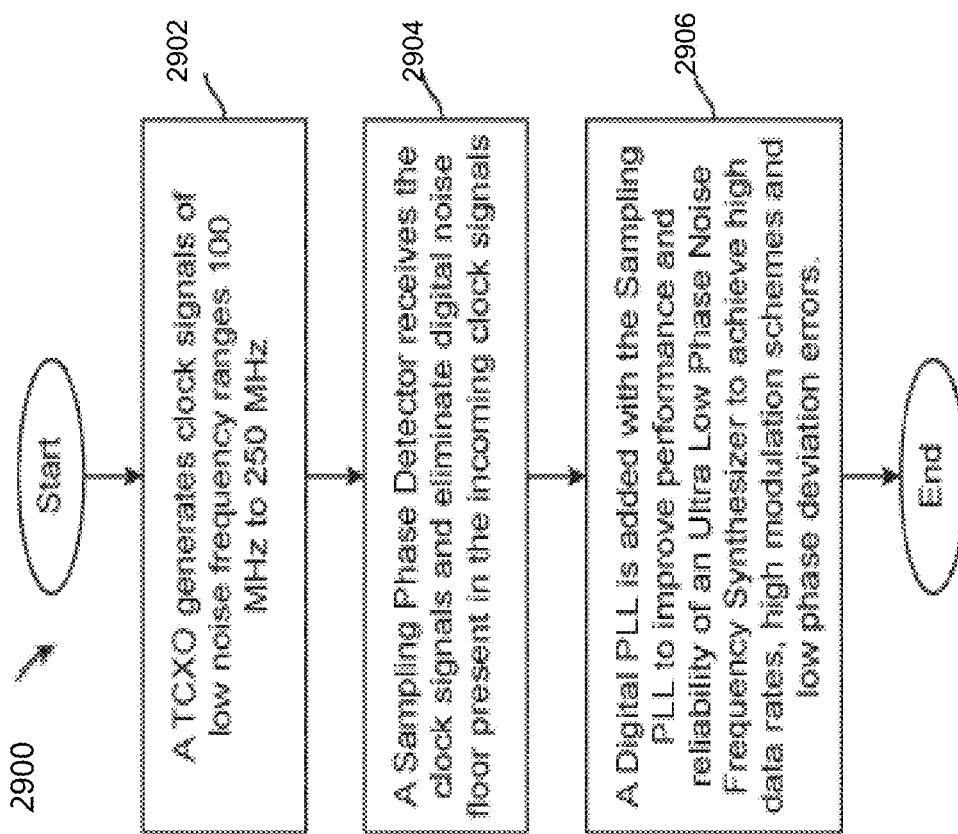 2900
Start
2902
A TCXO generates clock signals of
low noise frequency ranges 100
MHz to 250 MHz
2904
A Sampling Phase Detector receives the
clock signals and eliminate digital noise
floor present in the incoming clock signals
2906
A Digital PLL is added with the Sampling
PLL to improve performance and
reliability of an Ultra Low Phase Noise
Frequency Synthesizer to achieve high
data rates, high modulation schemes and
low phase deviation errors.
End